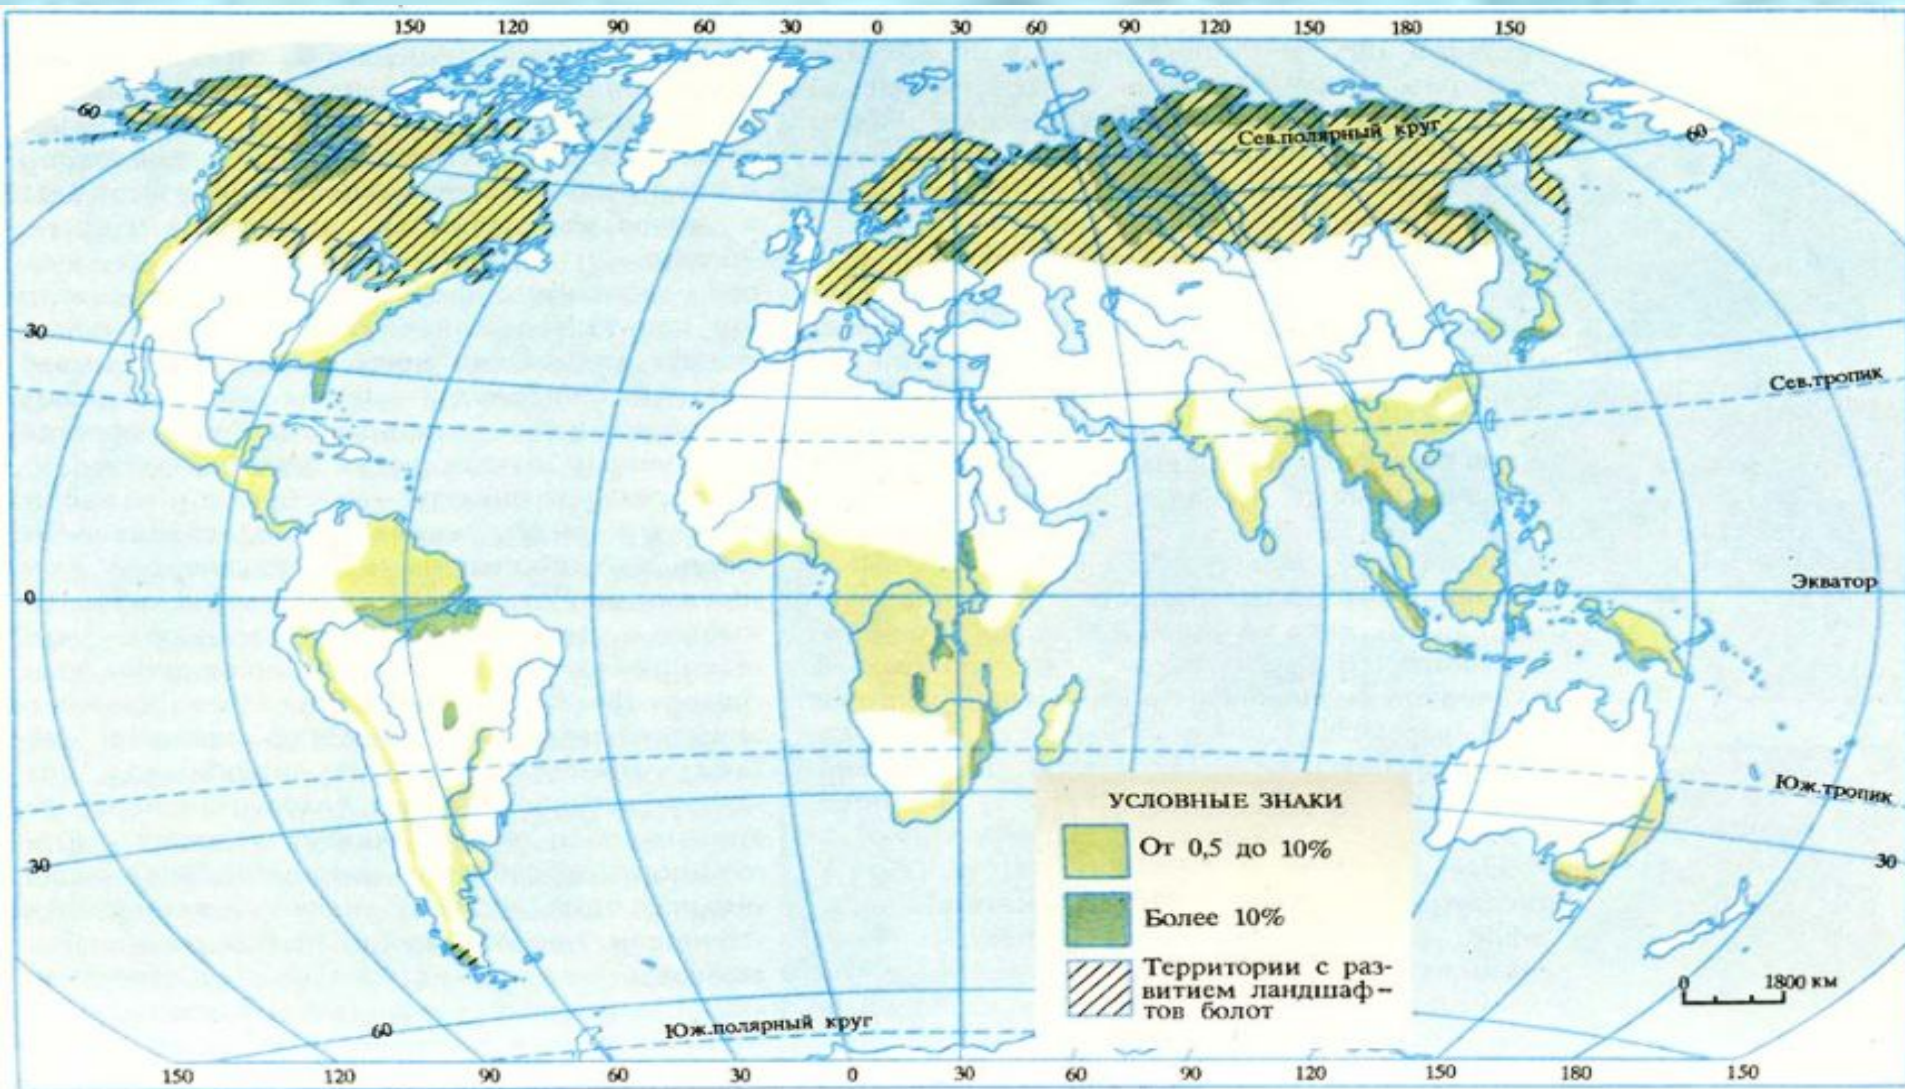 150 120 90 60 30 0 30 60 90 120 150 180 150
60
Сев.полярный круг
60
30
Сев.тропик
0
Экватор
Юж.тропик
УСЛОВНЫЕ ЗНАКИ
От 0,5 до 10%
30
30
Более 10%
Территории с раз-
витием ландшаф-
тов болот
0 1800 км
60
Юж.полярный круг
150 120 90 60 30 0 30 60 90 120 150 180 150